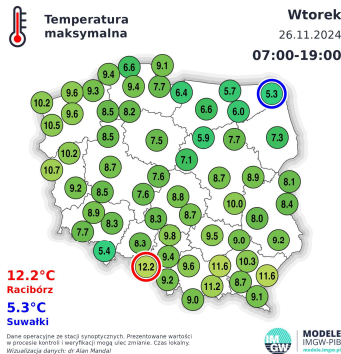 Temperatura
maksymalna
Wtorek
26.11.2024
07:00-19:00
9.4 6.6 9.1
9.6 9.3 9.4 7.7 6.4 5.7 5.3
10.2 9.6 8.5 8.2 6.6 6.0
10.5 8.5 7.5 5.9 7.7 7.3
10.2 7.1
10.7 8.7 7.6 8.7 8.9 8.1
9.2 8.5 7.6 8.8 10.0 8.4
8.9 8.3 8.3 8.7 8.0
7.7 9.8 9.5 9.0 9.2
5.4 8.3 9.4
12.2 9.6 11.6 10.3 11.6
9.2 11.2 8.7
9.0 9.1
12.2°C
Racibórz
5.3°C
Suwałki
Dane operacyjne ze stacji synoptycznych. Prezentowane wartości
w procesie kontroli i weryfikacji mogą ulec zmianie. Czas lokalny.
Wizualizacja danych: dr Alan Mandal
IMGW
MODELE
IMGW-PIB
modele.imgw.pl